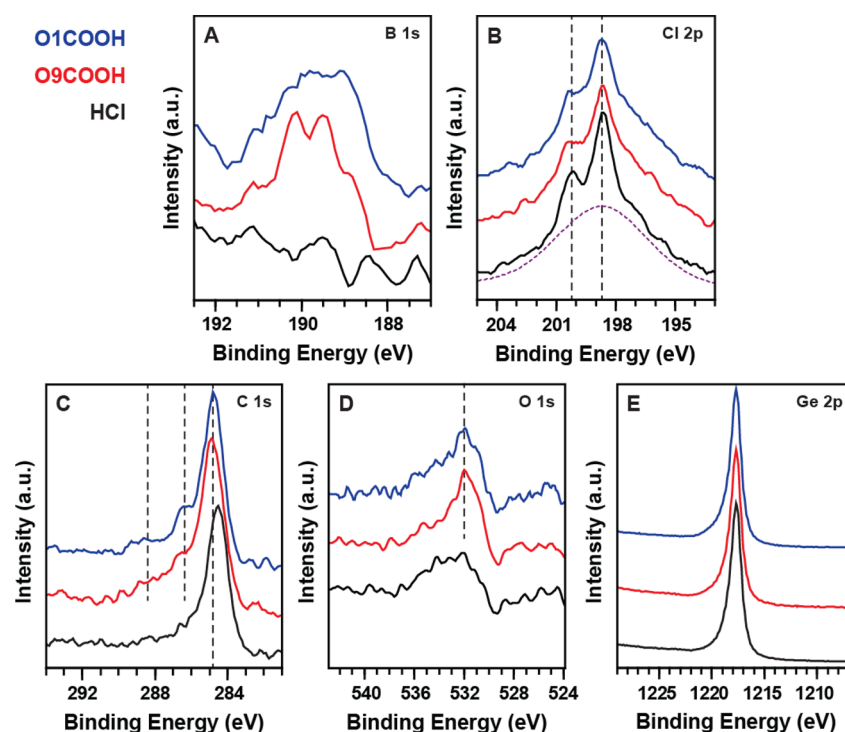 O1COOH
O9COOH
HCl
A
B 1s
Intensity (a.u.)
192 190 188
Binding Energy (eV)
B
Cl 2p
Intensity (a.u.)
204 201 198 195
Binding Energy (eV)
C
C 1s
Intensity (a.u.)
292 288 284
Binding Energy (eV)
D
O 1s
Intensity (a.u.)
540 536 532 528 524
Binding Energy (eV)
E
Ge 2p
Intensity (a.u.)
1225 1220 1215 1210
Binding Energy (eV)